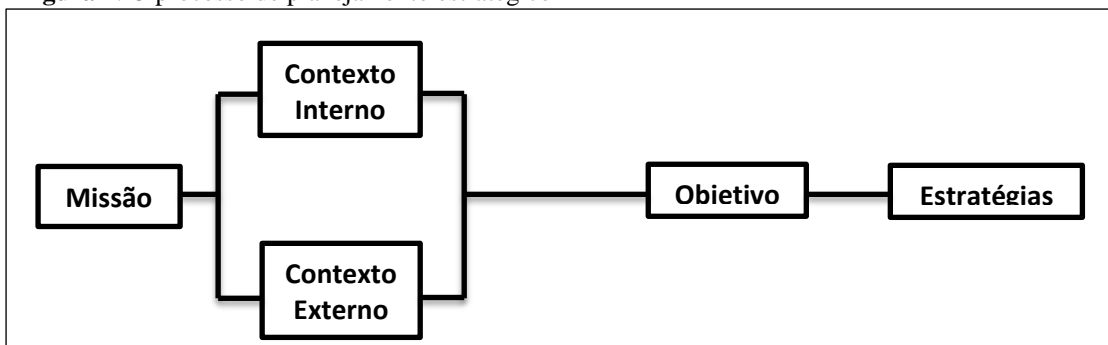 Contexto
Interno
Missão
Objetivo
Estratégias
Contexto
Externo